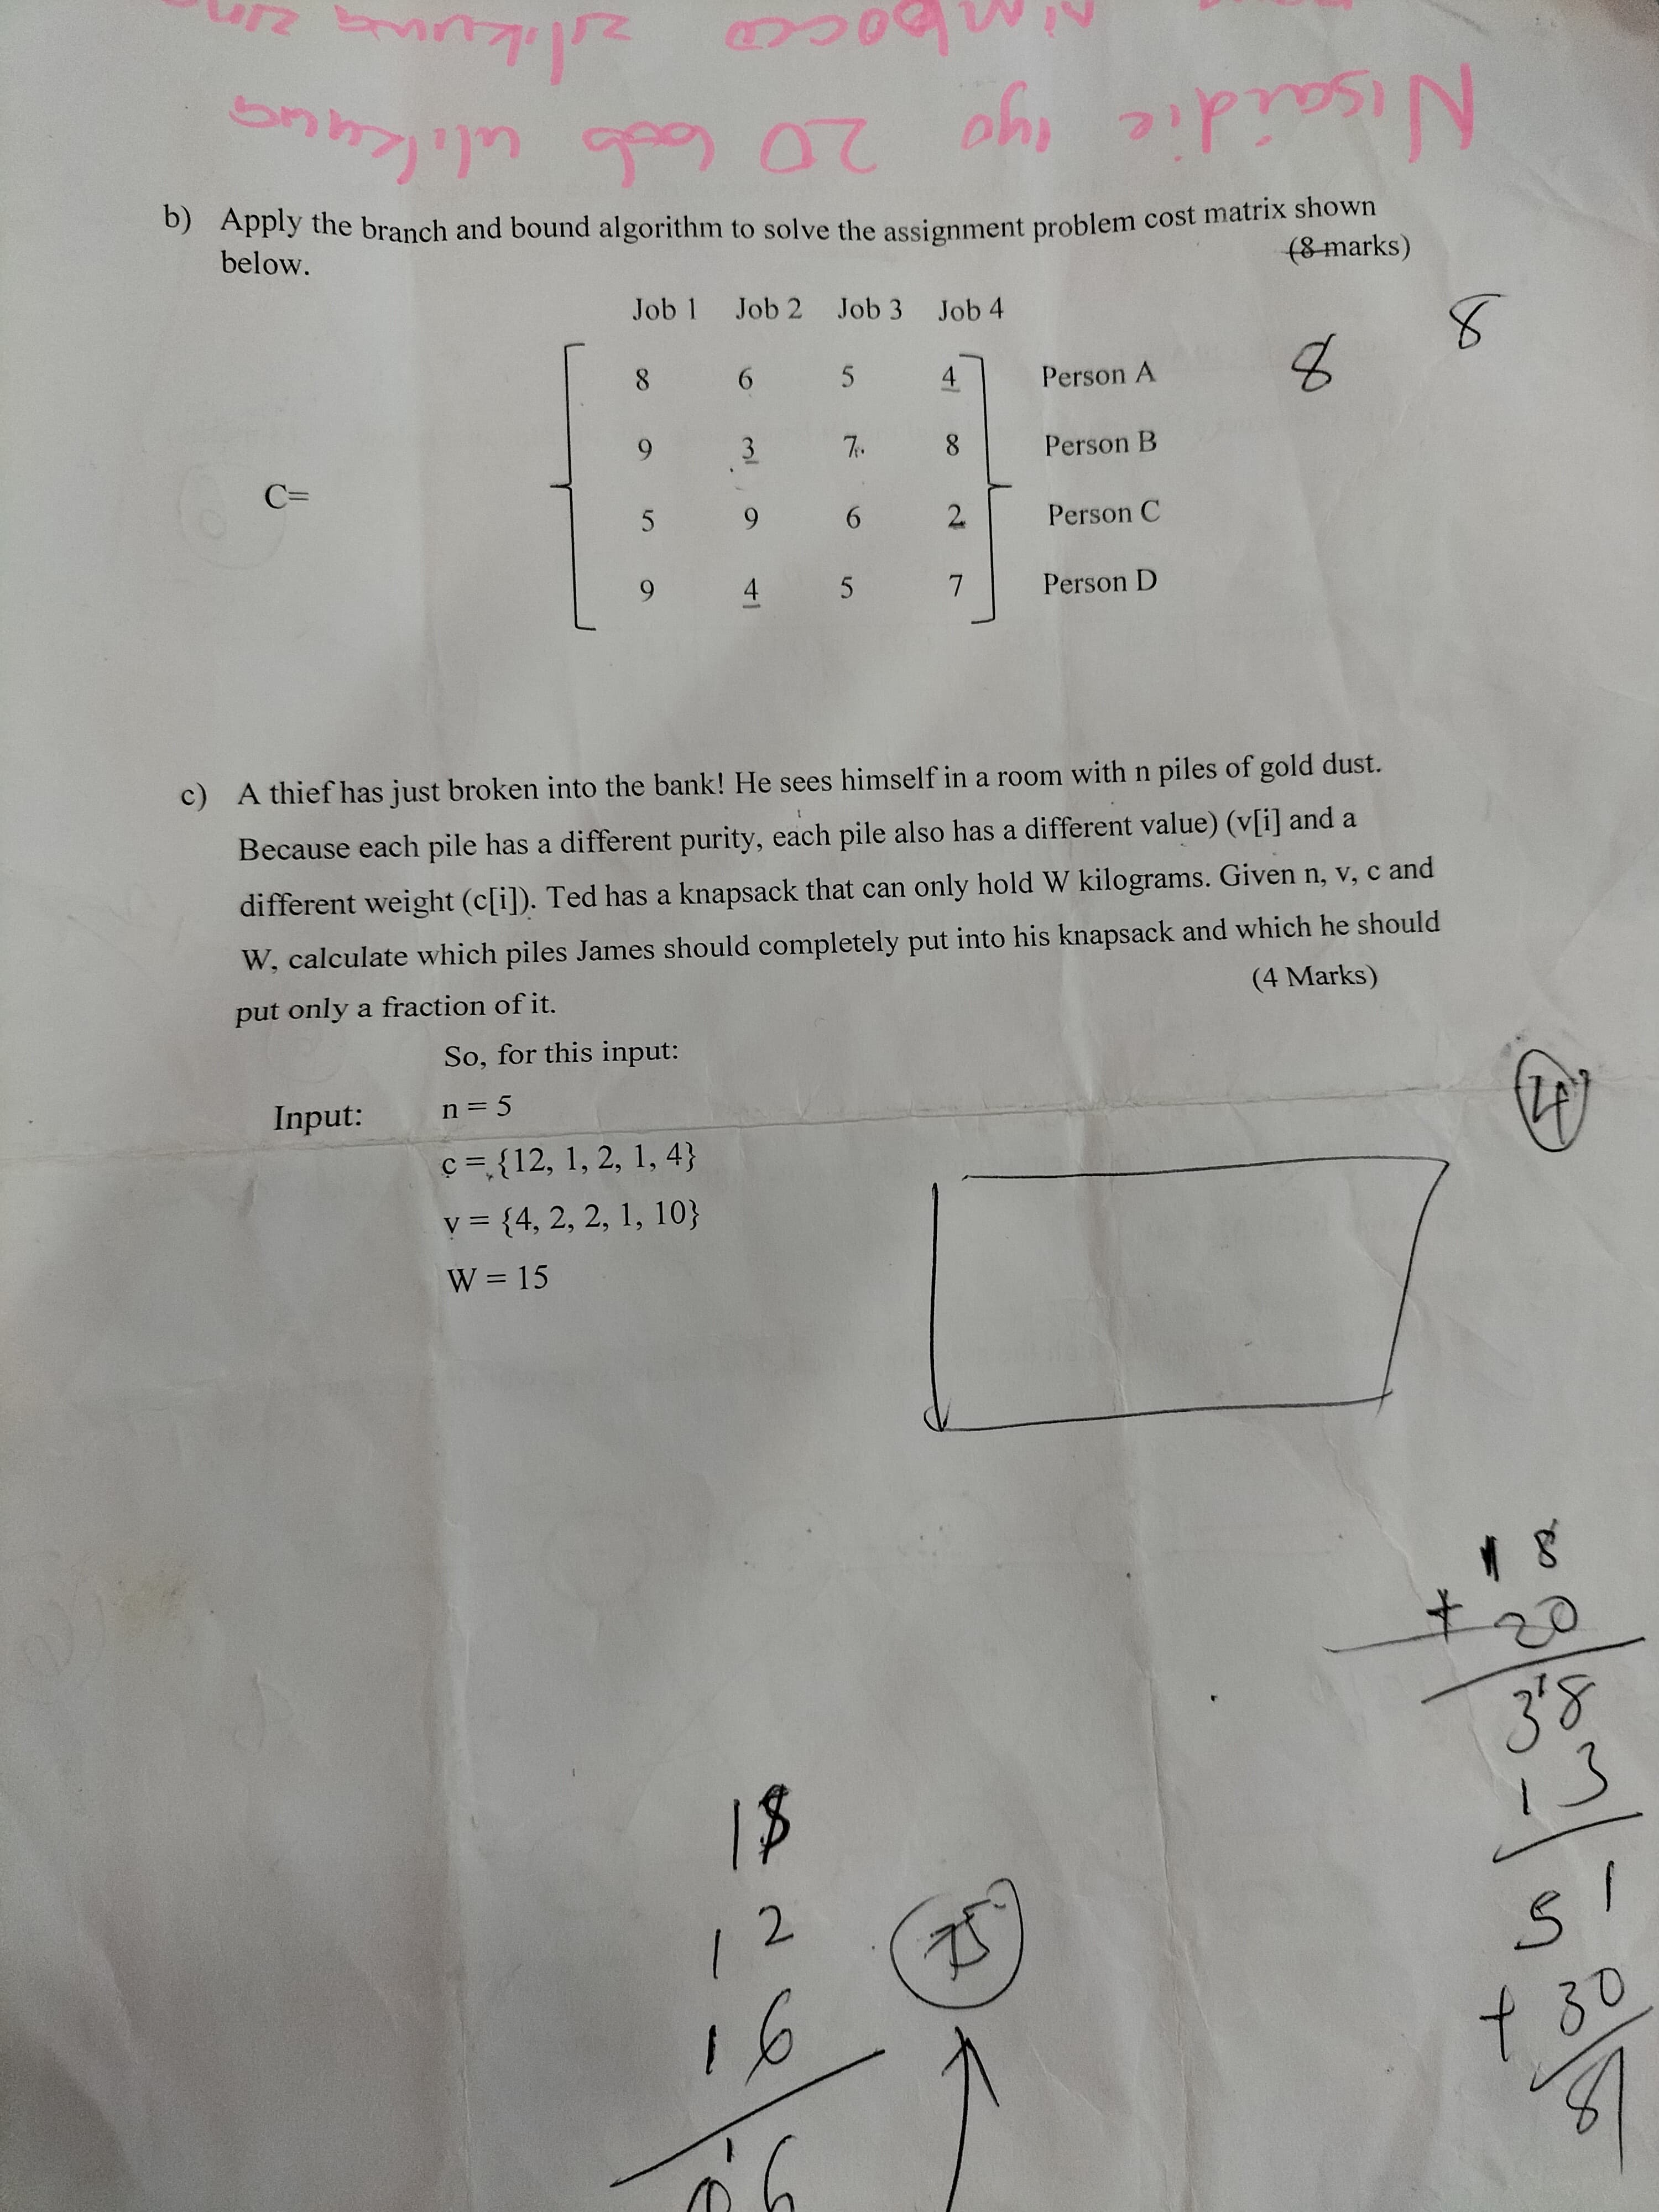 Nisaidie iyo 20 bob ulikuwa
b) Apply the branch and bound algorithm to solve the assignment problem cost matrix shown
below. (8 marks)
Job 1 Job 2 Job 3 Job 4
8 6 5 4 Person A 8 8
9 3 7 8 Person B
C=
5 9 6 2 Person C
9 4 5 7 Person D
c) A thief has just broken into the bank! He sees himself in a room with n piles of gold dust.
Because each pile has a different purity, each pile also has a different value) (v[i] and a
different weight (c[i]). Ted has a knapsack that can only hold W kilograms. Given n, v, c and
W, calculate which piles James should completely put into his knapsack and which he should
put only a fraction of it. (4 Marks)
So, for this input:
Input: n = 5
4
c = {12, 1, 2, 1, 4}
v = {4, 2, 2, 1, 10}
W = 15
18
+ 20
38
13
18
51
12
75
+ 30
16
81